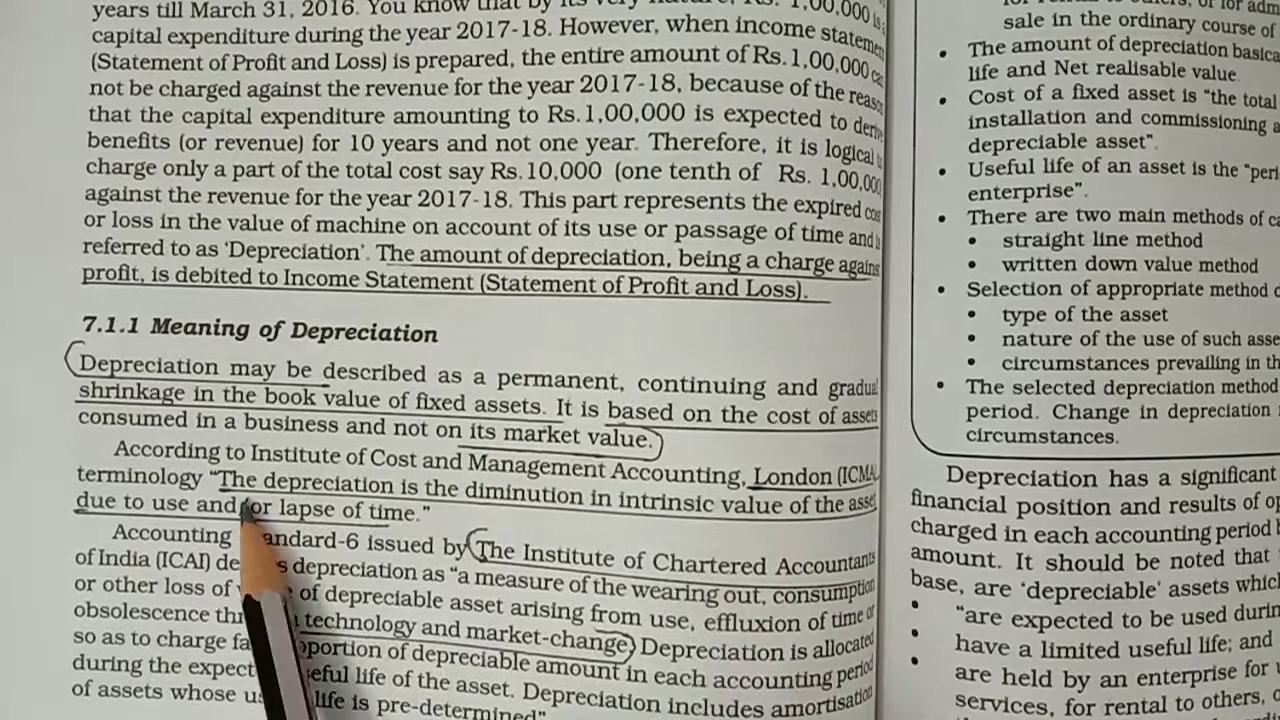 years till March 31, 2016. You know that by its very nature, Rs. 1,00,000 is
capital expenditure during the year 2017-18. However, when income
(Statement of Profit and Loss) is prepared, the entire amount of Rs. 1,00,000
not be charged against the revenue for the year 2017-18, because of the
that the capital expenditure amounting to Rs. 1,00,000 is expected to
benefits (or revenue) for 10 years and not one year. Therefore, it is logical
charge only a part of the total cost say Rs. 10,000 (one tenth of Rs. 1,00,000
against the revenue for the year 2017-18. This part represents the expired
or loss in the value of machine on account of its use or passage of time and
referred to as 'Depreciation'. The amount of depreciation, being a charge
profit, is debited to Income Statement (Statement of Profit and Loss).
7.1.1 Meaning of Depreciation
Depreciation may be described as a permanent, continuing and gradual
shrinkage in the book value of fixed assets. It is based on the cost of assets
consumed in a business and not on its market value.
According to Institute of Cost and Management Accounting, London (ICMA
terminology "The depreciation is the diminution in intrinsic value of the asset
due to use and/or lapse of time."
Accounting andard-6 issued by The Institute of Chartered Accountants
of India (ICAI) de s depreciation as "a measure of the wearing out, consumption
or other loss of of depreciable asset arising from use, effluxion of time or
obsolescence th technology and market-change. Depreciation is allocated
so as to charge fa oportion of depreciable amount in each accounting period
during the expect eful life of the asset. Depreciation includes amortisation
of assets whose us life is pre-determined"
sale in the ordinary course of
• The amount of depreciation basica
life and Net realisable value.
• Cost of a fixed asset is "the total
installation and commissioning a
depreciable asset".
• Useful life of an asset is the "peri
enterprise".
• There are two main methods of c
• straight line method
• written down value method
• Selection of appropriate method
• type of the asset
• nature of the use of such asse
• circumstances prevailing in th
• The selected depreciation method
period. Change in depreciation
circumstances.
Depreciation has a significant
financial position and results of op
charged in each accounting period
amount. It should be noted that
base, are 'depreciable' assets which
• "are expected to be used durin
• have a limited useful life; and
• are held by an enterprise for
services, for rental to others,